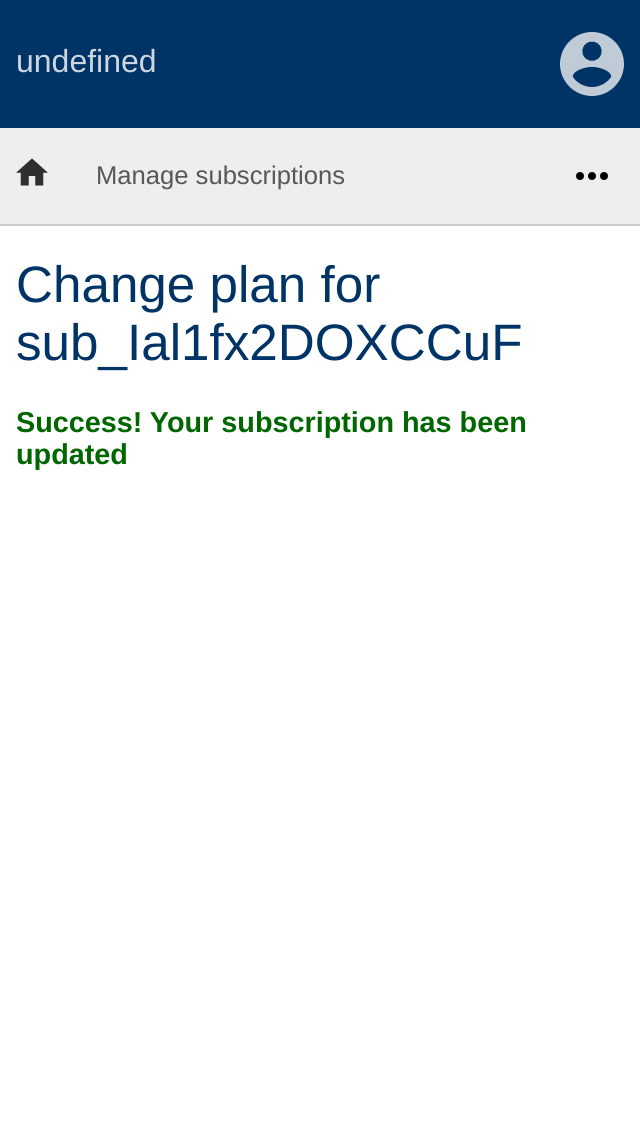 undefined
Manage subscriptions
Change plan for
sub_Ial1fx2DOXCCuF
Success! Your subscription has been
updated